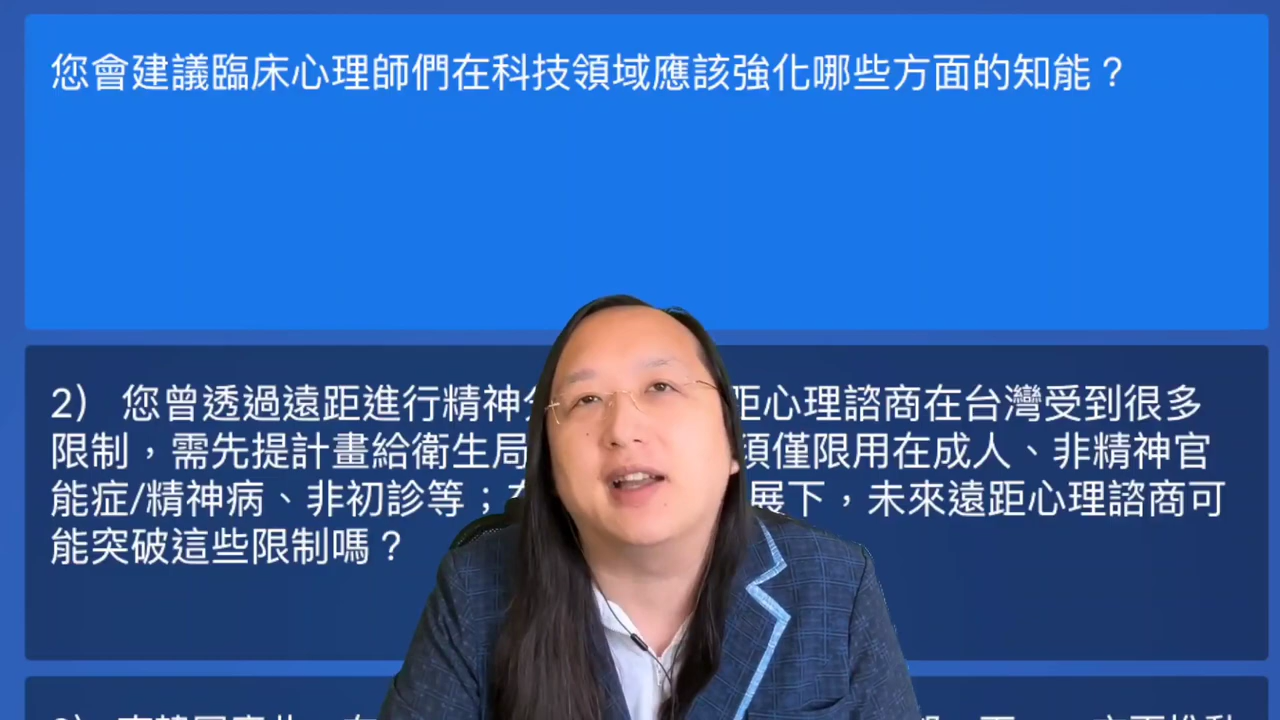 您會建議臨床心理師們在科技領域應該強化哪些方面的知能？
2） 您曾透過遠距進行精神 距心理諮商在台灣受到很多
限制，需先提計畫給衛生局 須僅限用在成人、非精神官
能症/精神病、非初診等； 展下，未來遠距心理諮商可
能突破這些限制嗎？